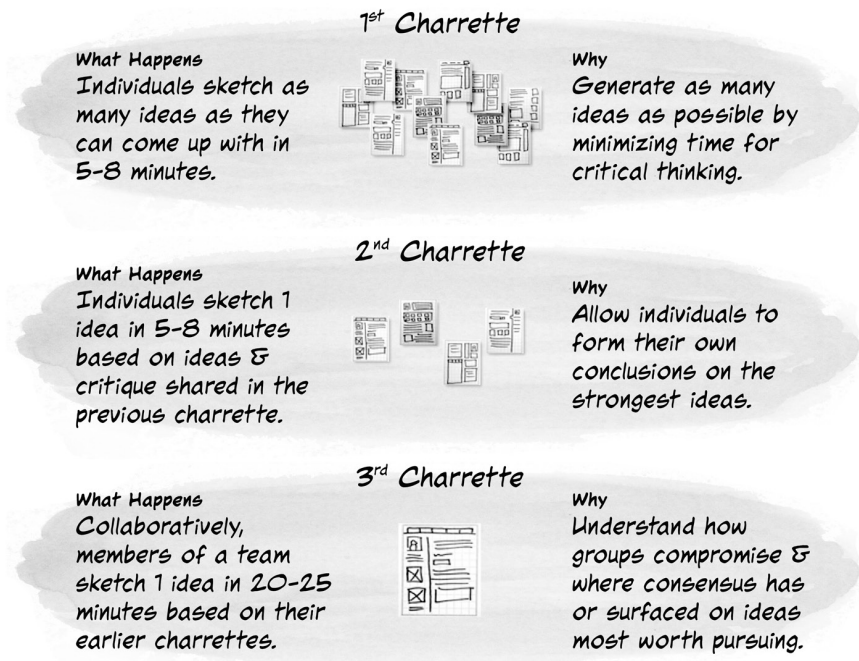 1st Charrette
What Happens
Individuals sketch as
many ideas as they
can come up with in
5-8 minutes.
Why
Generate as many
ideas as possible by
minimizing time for
critical thinking.
2nd Charrette
What Happens
Individuals sketch 1
idea in 5-8 minutes
based on ideas &
critique shared in the
previous charrette.
Why
Allow individuals to
form their own
conclusions on the
strongest ideas.
3rd Charrette
What Happens
Collaboratively,
members of a team
sketch 1 idea in 20-25
minutes based on their
earlier charrettes.
Why
Understand how
groups compromise &
where consensus has
or surfaced on ideas
most worth pursuing.